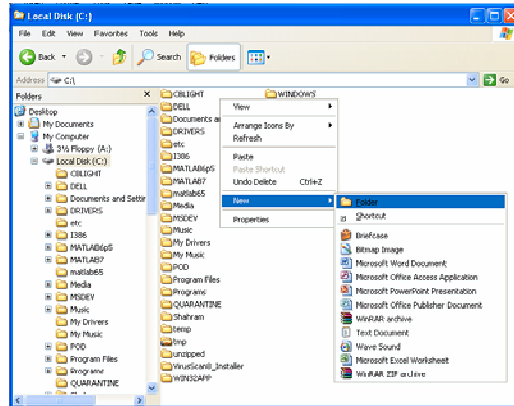 Local Disk (C:)
File Edit View Favorites Tools Help
Back Search Folders
Address C:\ Go
Folders
Desktop
My Documents
My Computer
3½ Floppy (A:)
Local Disk (C:)
CBLIGHT
DELL
Documents and Settin
DRIVERS
etc
I386
MATLAB6p5
MATLAB7
matlab65
Media
MSDEV
Music
My Drivers
My Music
POD
Program Files
Programs
QUARANTINE
CBLIGHT
DELL
Documents a
DRIVERS
etc
I386
MATLAB6p5
MATLAB7
matlab65
Media
MSDEV
Music
My Drivers
My Music
POD
Program Files
Programs
QUARANTINE
Shahram
temp
tmp
unzipped
VirusScan8i_Installer
WIN32APP
WINDOWS
View
Arrange Icons By
Refresh
Paste
Paste Shortcut
Undo Delete Ctrl+Z
New
Properties
Folder
Shortcut
Briefcase
Bitmap Image
Microsoft Word Document
Microsoft Office Access Application
Microsoft PowerPoint Presentation
Microsoft Office Publisher Document
WinRAR archive
Text Document
Wave Sound
Microsoft Excel Worksheet
WinRAR ZIP archive